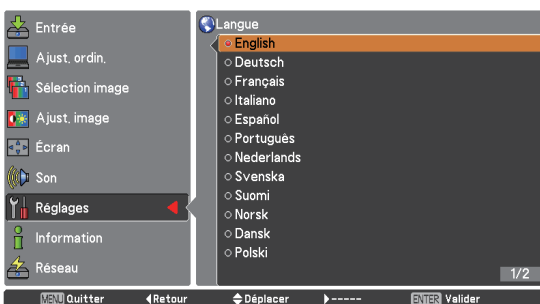 Entrée
Ajust. ordin.
Sélection image
Ajust. image
Écran
Son
Réglages
Information
Réseau
Langue
English
Deutsch
Français
Italiano
Español
Português
Nederlands
Svenska
Suomi
Norsk
Dansk
Polski
1/2
MENU Quitter
Retour
Déplacer
-----
ENTER Valider